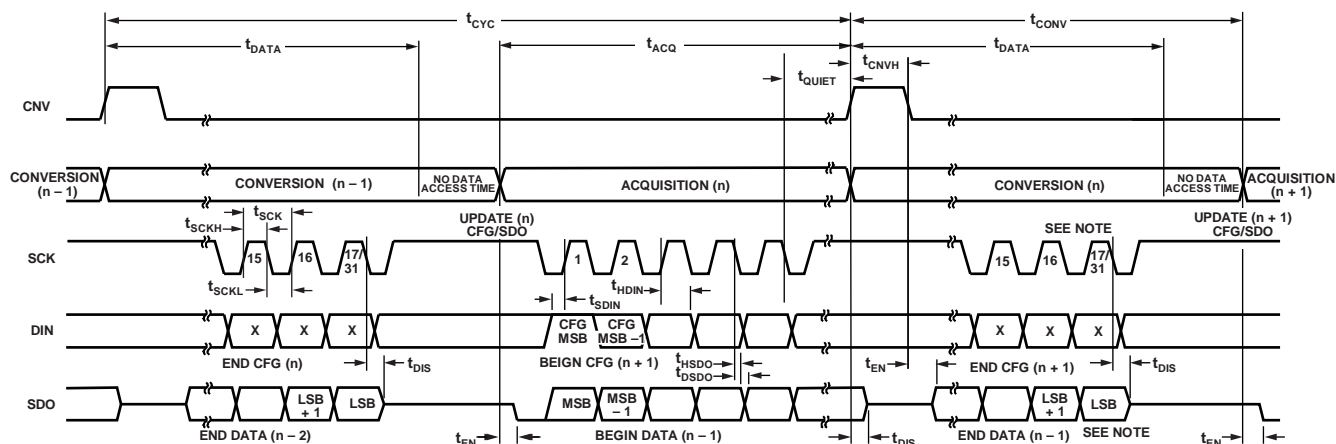 tCYC tCONV
tDATA tACQ tDATA
tCNVH
tQUIET
CNV
CONVERSION (n – 1) CONVERSION (n – 1) NO DATA ACCESS TIME ACQUISITION (n) CONVERSION (n) NO DATA ACCESS TIME ACQUISITION (n + 1)
UPDATE (n) CFG/SDO SEE NOTE UPDATE (n + 1) CFG/SDO
tSCKH tSCK
SCK 15 16 17/31 1 2 15 16 17/31
tSCKL tHDIN
tSDIN
DIN X X X CFG MSB CFG MSB –1 X X X
END CFG (n) tDIS BEIGN CFG (n + 1) tHSDO tEN END CFG (n + 1) tDIS
tDSDO
SDO LSB + 1 LSB MSB MSB – 1 LSB + 1 LSB
END DATA (n – 2) tEN BEGIN DATA (n – 1) tDIS END DATA (n – 1) SEE NOTE tEN